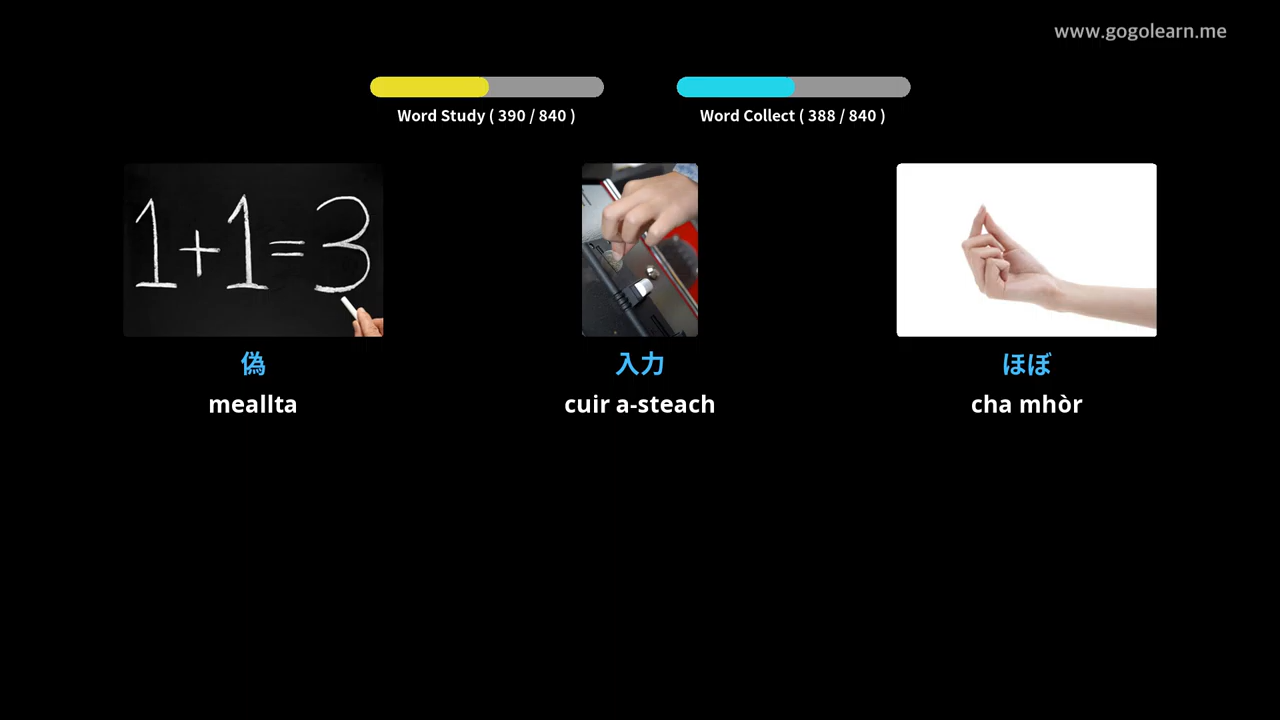 www.gogolearn.me
Word Study ( 390 / 840 )
Word Collect ( 388 / 840 )
1+1=3
偽
入力
ほぼ
meallta
cuir a-steach
cha mhòr